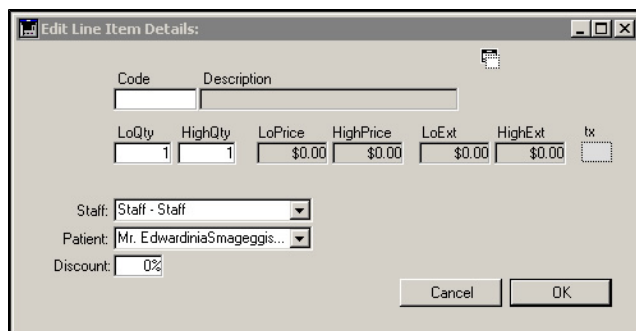 Edit Line Item Details:
Code Description
LoQty HighQty LoPrice HighPrice LoExt HighExt tx
1 1 $0.00 $0.00 $0.00 $0.00
Staff: Staff - Staff
Patient: Mr. EdwardiniaSmageggis...
Discount: 0%
Cancel OK